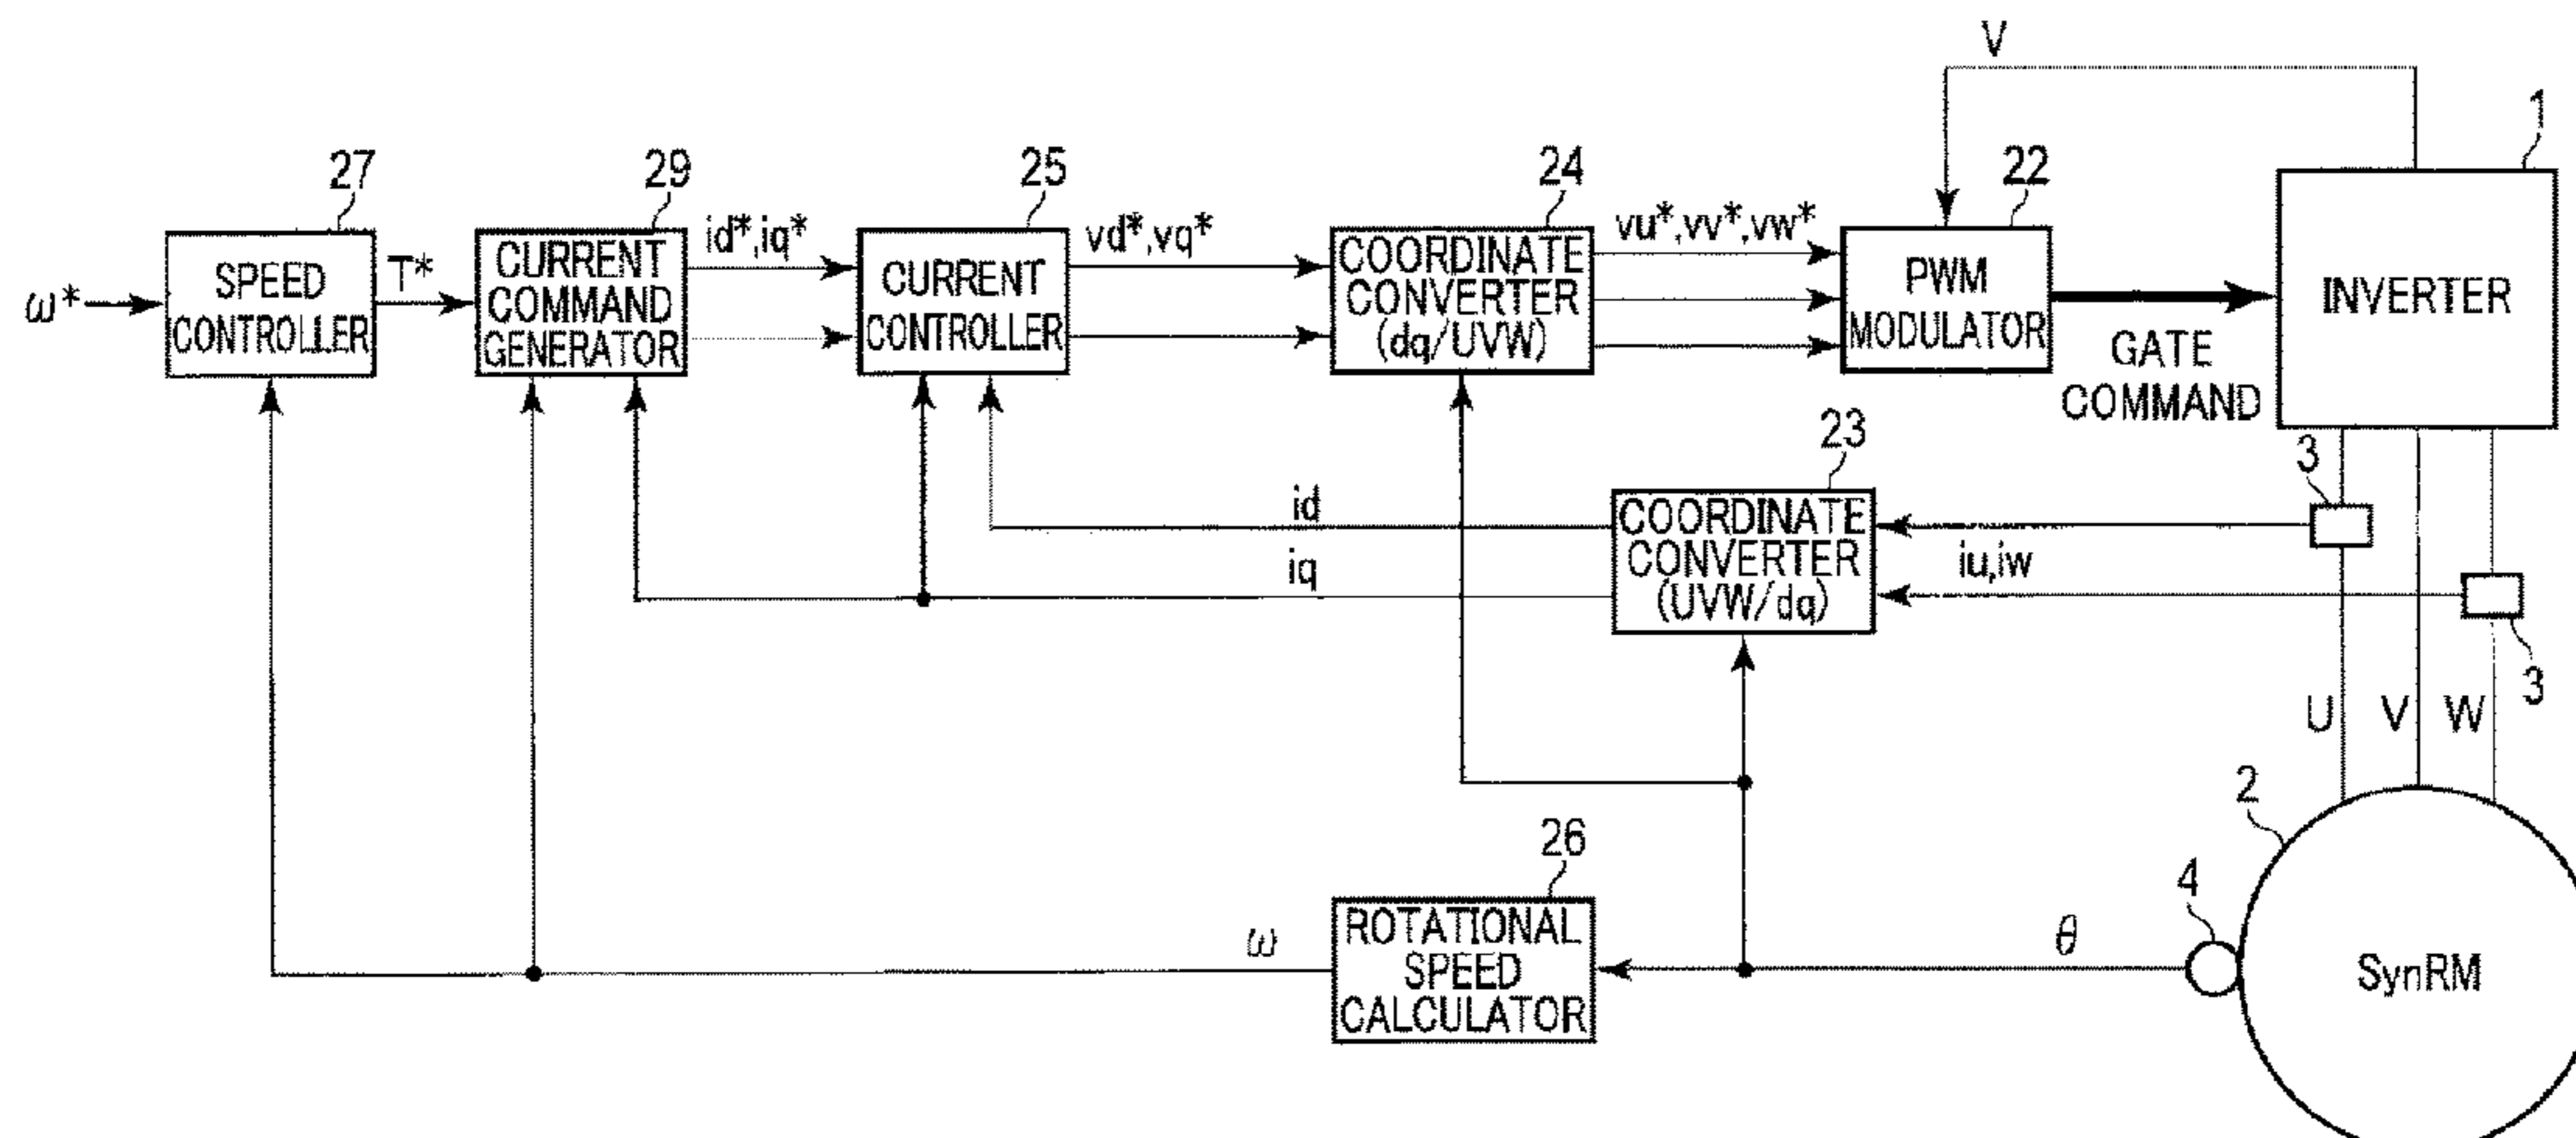 V
1
27
29
25
24
22
ω*
SPEED
CONTROLLER
T*
CURRENT
COMMAND
GENERATOR
id*,iq*
CURRENT
CONTROLLER
vd*,vq*
COORDINATE
CONVERTER
(dq/UVW)
vu*,vv*,vw*
PWM
MODULATOR
GATE
COMMAND
INVERTER
23
3
id
iq
COORDINATE
CONVERTER
(UVW/dq)
iu,iw
3
U V W
2
26
4
ω
ROTATIONAL
SPEED
CALCULATOR
θ
SynRM